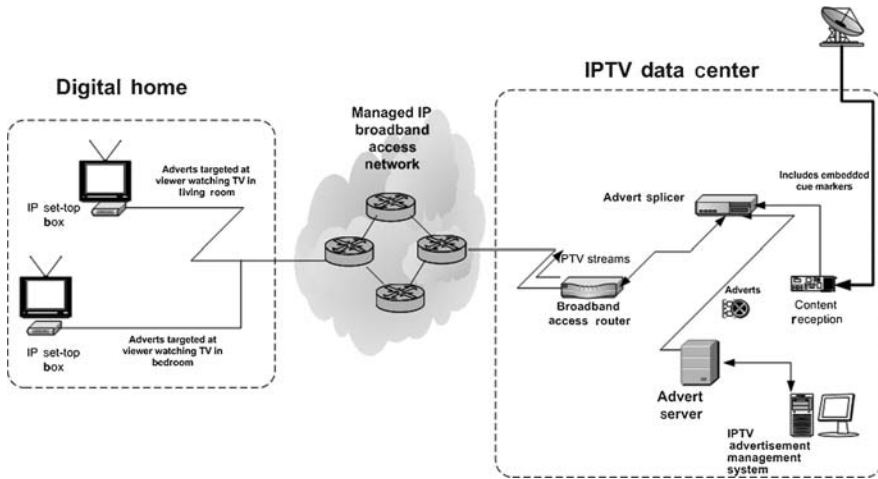 Digital home
IPTV data center
Managed IP
broadband
access
network
Adverts targeted at
viewer watching TV in
living room
IP set-top
box
Adverts targeted at
viewer watching TV in
bedroom
IP set-top
box
Includes embedded
cue markers
Advert splicer
IPTV streams
Broadband
access router
Adverts
Content
reception
Advert
server
IPTV
advertisement
management
system